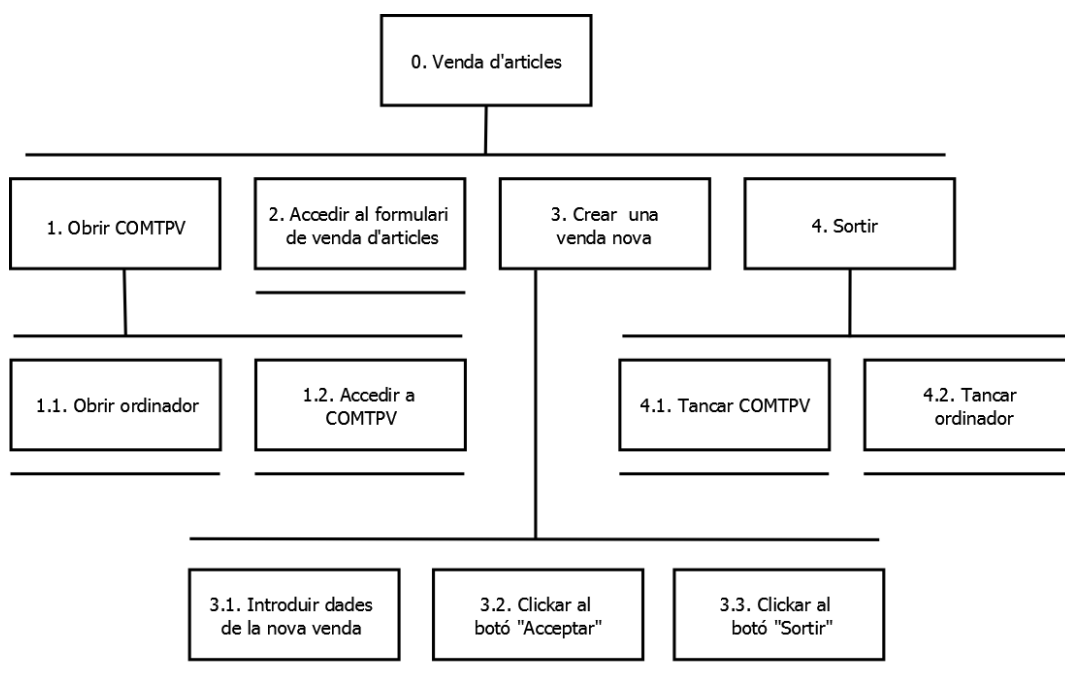 0. Venda d'articles
1. Obrir COMTPV
2. Accedir al formulari
de venda d'articles
3. Crear una
venda nova
4. Sortir
1.1. Obrir ordinador
1.2. Accedir a
COMTPV
4.1. Tancar COMTPV
4.2. Tancar
ordinador
3.1. Introduir dades
de la nova venda
3.2. Clickar al
botó "Acceptar"
3.3. Clickar al
botó "Sortir"